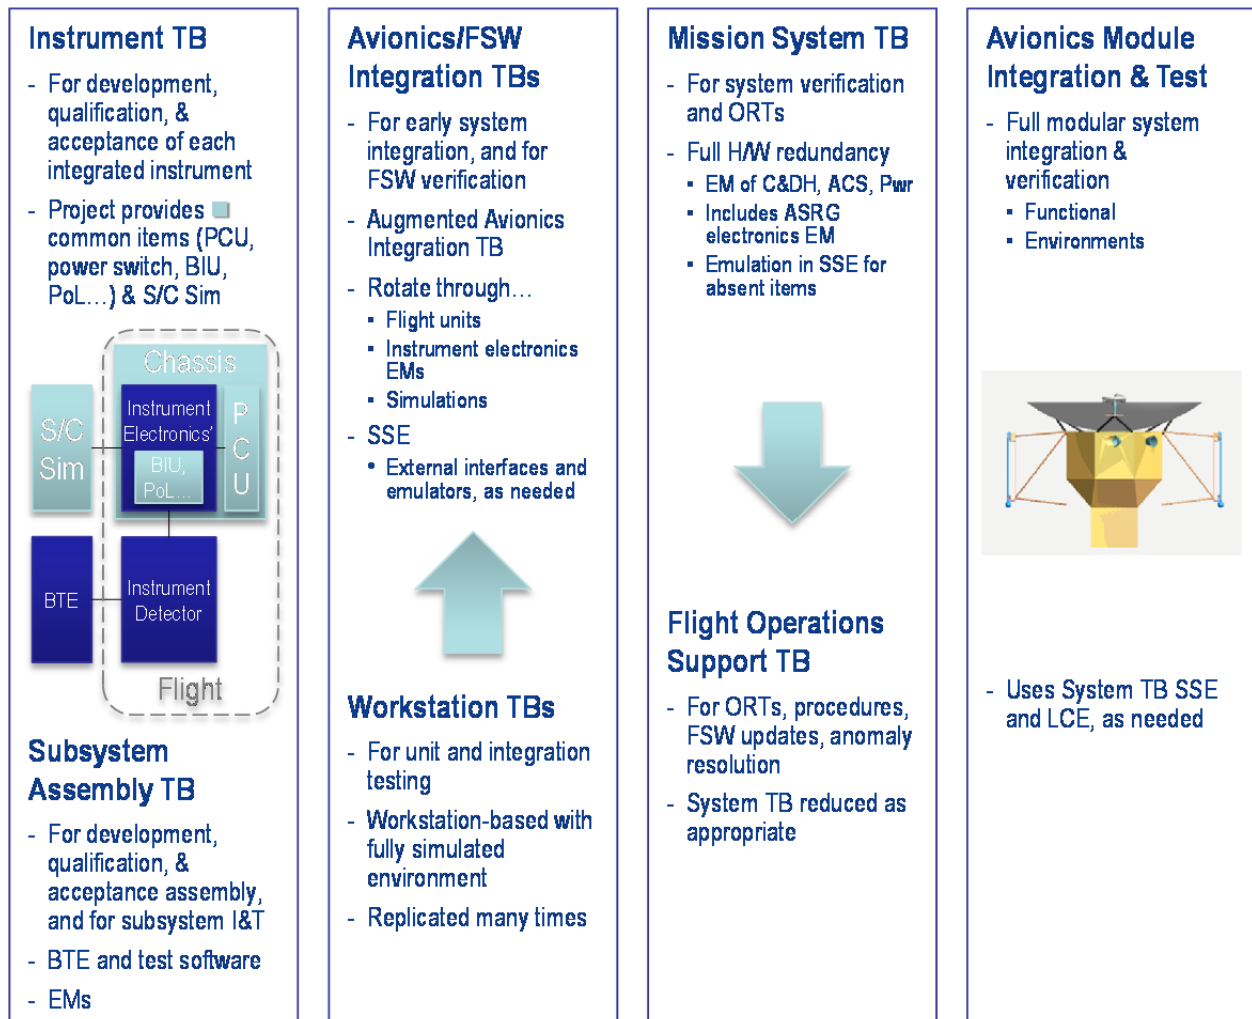 Instrument TB
- For development,
qualification, &
acceptance of each
integrated instrument
- Project provides
common items (PCU,
power switch, BIU,
PoL...) & S/C Sim
Chassis
S/C
Sim
Instrument
Electronics'
BIU,
PoL...
P
C
U
BTE
Instrument
Detector
Flight
Subsystem
Assembly TB
- For development,
qualification, &
acceptance assembly,
and for subsystem I&T
- BTE and test software
- EMs
Avionics/FSW
Integration TBs
- For early system
integration, and for
FSW verification
- Augmented Avionics
Integration TB
- Rotate through...
▪ Flight units
▪ Instrument electronics
EMs
▪ Simulations
- SSE
• External interfaces and
emulators, as needed
Workstation TBs
- For unit and integration
testing
- Workstation-based with
fully simulated
environment
- Replicated many times
Mission System TB
- For system verification
and ORTs
- Full H/W redundancy
▪ EM of C&DH, ACS, Pwr
▪ Includes ASRG
electronics EM
▪ Emulation in SSE for
absent items
Flight Operations
Support TB
- For ORTs, procedures,
FSW updates, anomaly
resolution
- System TB reduced as
appropriate
Avionics Module
Integration & Test
- Full modular system
integration &
verification
▪ Functional
▪ Environments
- Uses System TB SSE
and LCE, as needed